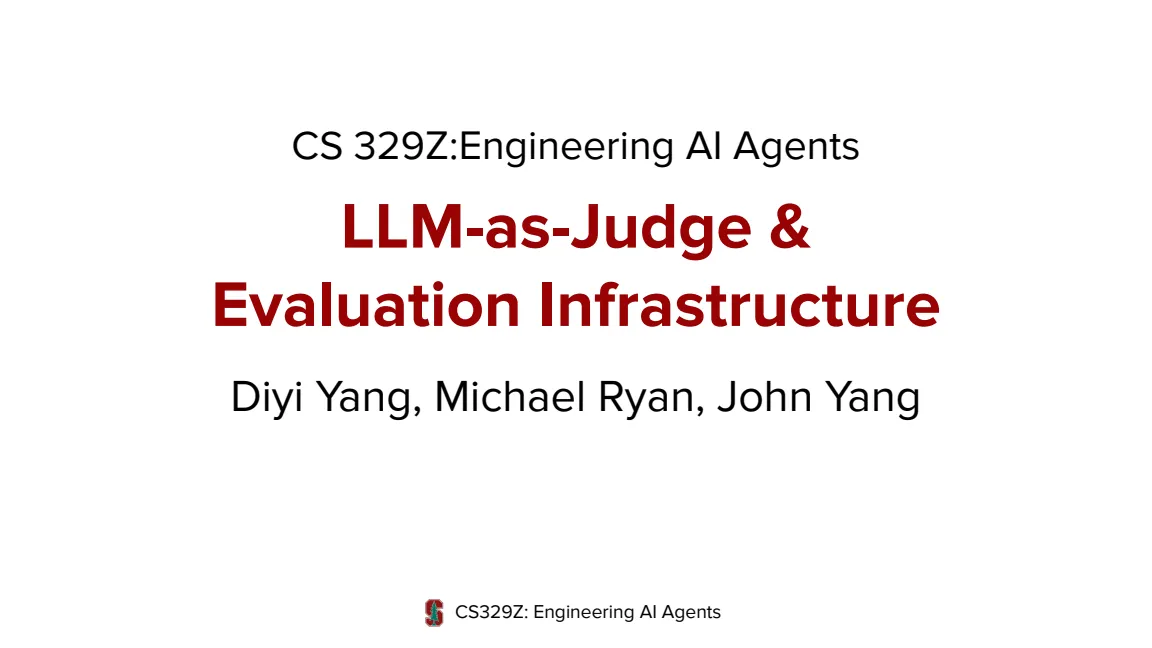 CS 329Z:Engineering AI Agents
LLM-as-Judge &
Evaluation Infrastructure
Diyi Yang, Michael Ryan, John Yang
CS329Z: Engineering AI Agents